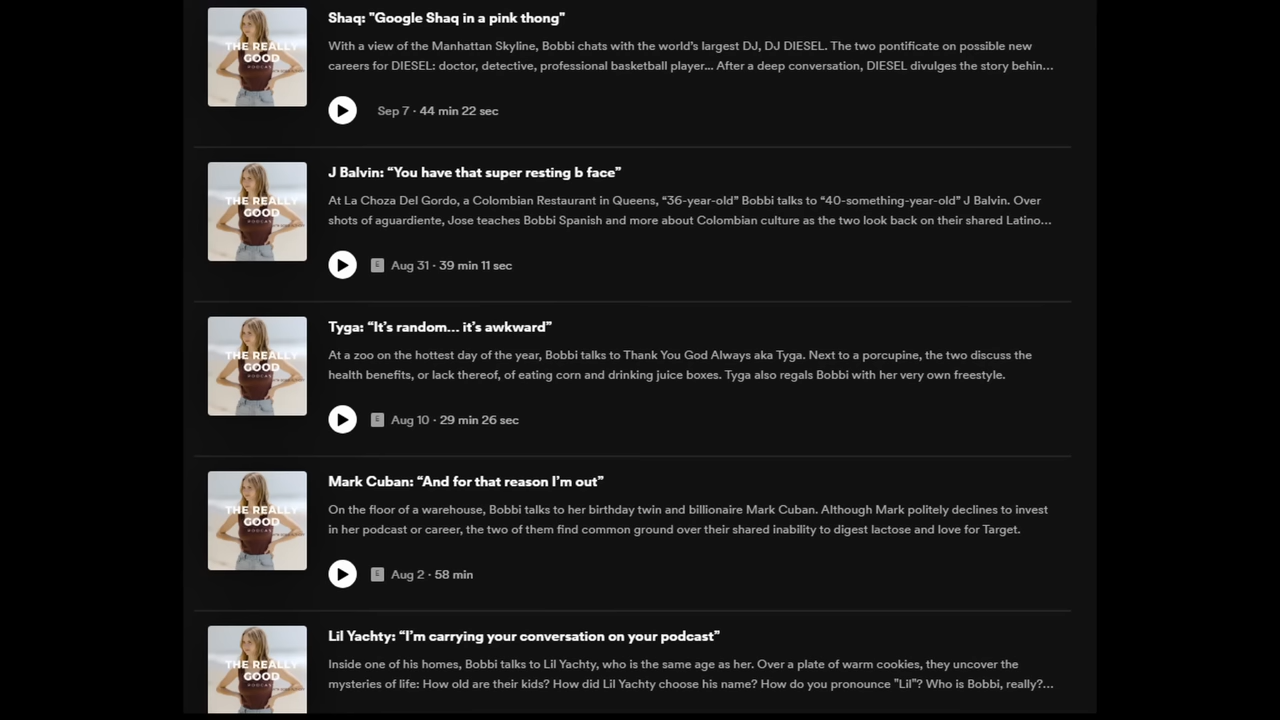 THE REALLY
GOOD
PODCAST
Shaq: "Google Shaq in a pink thong"
With a view of the Manhattan Skyline, Bobbi chats with the world's largest DJ, DJ DIESEL. The two pontificate on possible new
careers for DIESEL: doctor, detective, professional basketball player... After a deep conversation, DIESEL divulges the story behin...
Sep 7 · 44 min 22 sec
THE REALLY
GOOD
PODCAST
J Balvin: “You have that super resting b face”
At La Choza Del Gordo, a Colombian Restaurant in Queens, “36-year-old” Bobbi talks to “40-something-year-old” J Balvin. Over
shots of aguardiente, Jose teaches Bobbi Spanish and more about Colombian culture as the two look back on their shared Latino...
E Aug 31 · 39 min 11 sec
THE REALLY
GOOD
PODCAST
Tyga: “It’s random... it’s awkward”
At a zoo on the hottest day of the year, Bobbi talks to Thank You God Always aka Tyga. Next to a porcupine, the two discuss the
health benefits, or lack thereof, of eating corn and drinking juice boxes. Tyga also regals Bobbi with her very own freestyle.
E Aug 10 · 29 min 26 sec
THE REALLY
GOOD
PODCAST
Mark Cuban: “And for that reason I’m out”
On the floor of a warehouse, Bobbi talks to her birthday twin and billionaire Mark Cuban. Although Mark politely declines to invest
in her podcast or career, the two of them find common ground over their shared inability to digest lactose and love for Target.
E Aug 2 · 58 min
THE REALLY
GOOD
PODCAST
Lil Yachty: “I’m carrying your conversation on your podcast”
Inside one of his homes, Bobbi talks to Lil Yachty, who is the same age as her. Over a plate of warm cookies, they uncover the
mysteries of life: How old are their kids? How did Lil Yachty choose his name? How do you pronounce "Lil"? Who is Bobbi, really?...